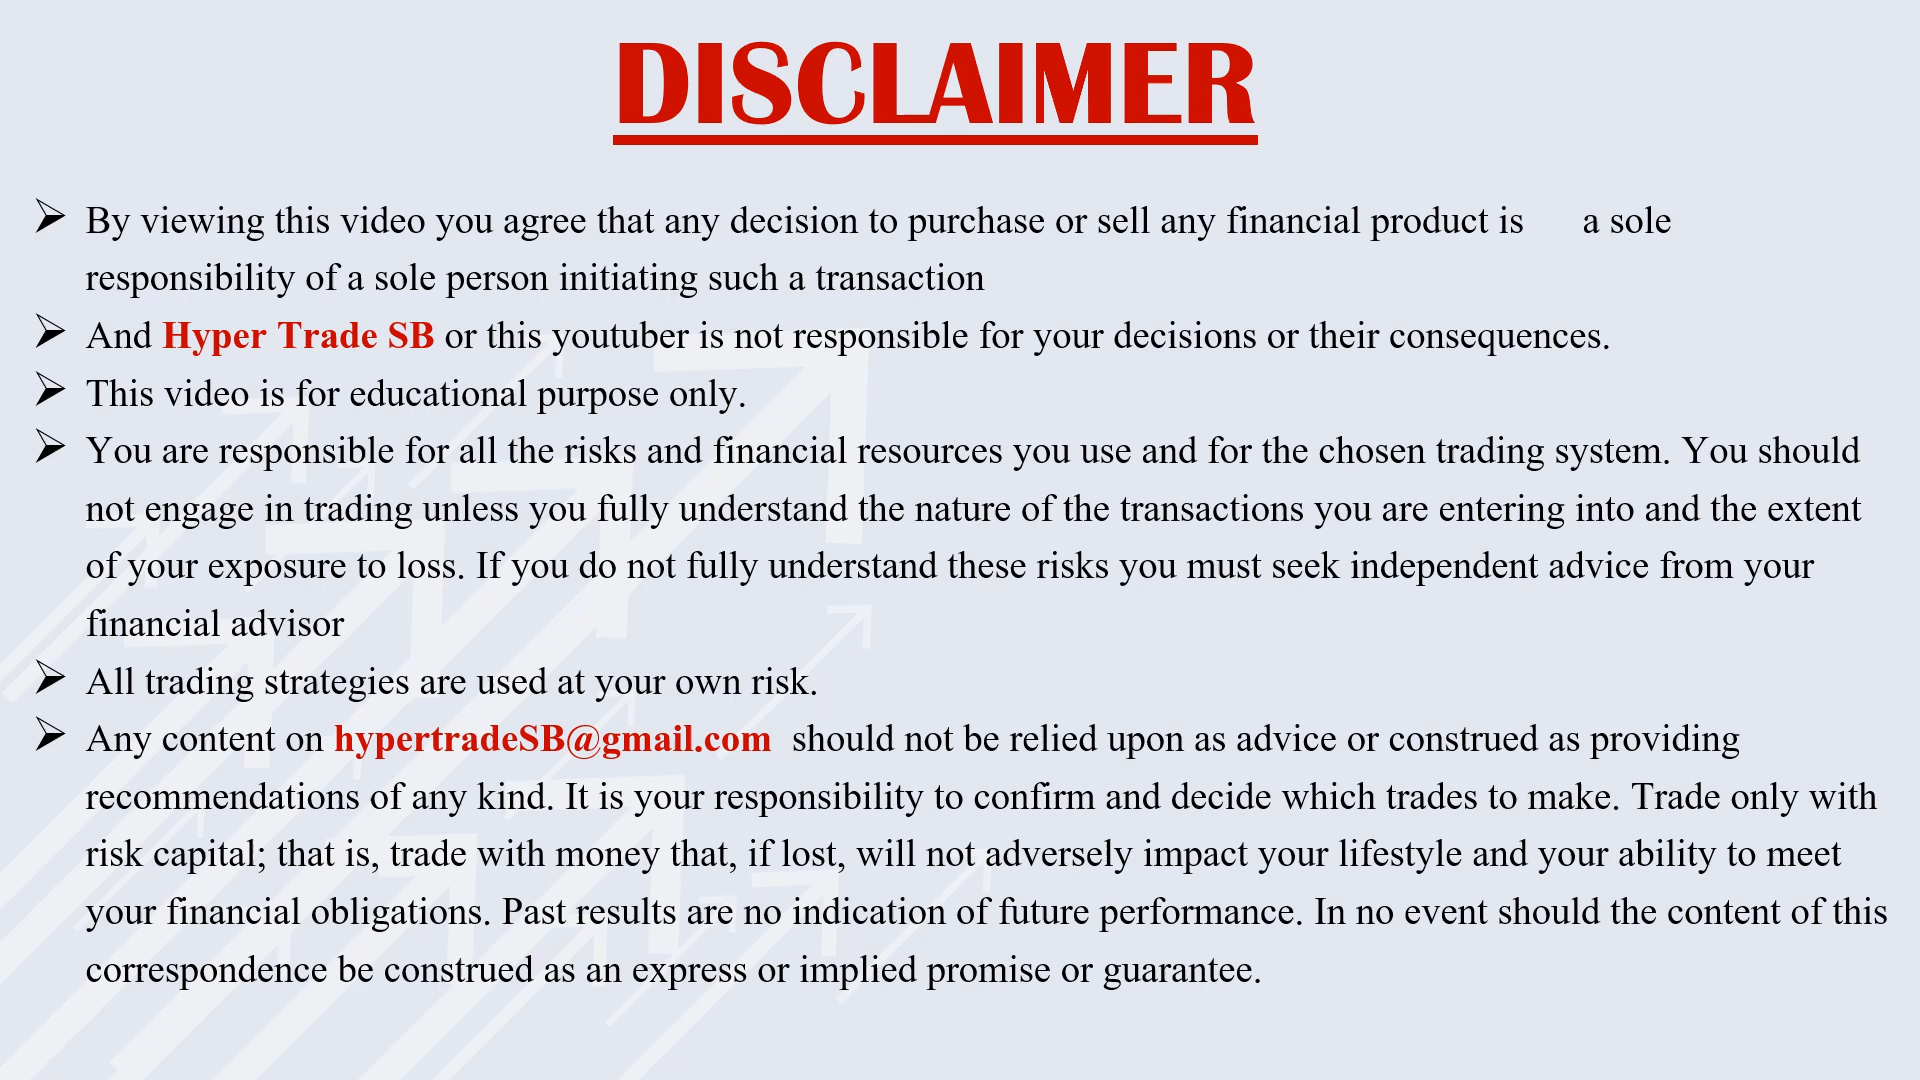 DISCLAIMER
➢ By viewing this video you agree that any decision to purchase or sell any financial product is a sole
responsibility of a sole person initiating such a transaction
➢ And Hyper Trade SB or this youtuber is not responsible for your decisions or their consequences.
➢ This video is for educational purpose only.
➢ You are responsible for all the risks and financial resources you use and for the chosen trading system. You should
not engage in trading unless you fully understand the nature of the transactions you are entering into and the extent
of your exposure to loss. If you do not fully understand these risks you must seek independent advice from your
financial advisor
➢ All trading strategies are used at your own risk.
➢ Any content on hypertradeSB@gmail.com should not be relied upon as advice or construed as providing
recommendations of any kind. It is your responsibility to confirm and decide which trades to make. Trade only with
risk capital; that is, trade with money that, if lost, will not adversely impact your lifestyle and your ability to meet
your financial obligations. Past results are no indication of future performance. In no event should the content of this
correspondence be construed as an express or implied promise or guarantee.